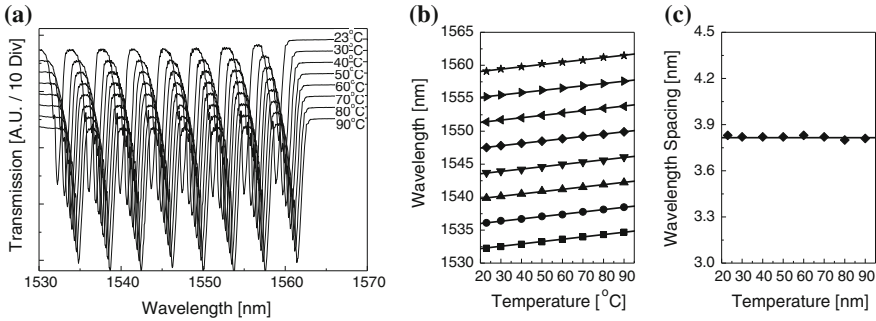 (a)
Transmission [A.U. / 10 Div]
23°C
30°C
40°C
50°C
60°C
70°C
80°C
90°C
1530 1540 1550 1560 1570
Wavelength [nm]
(b)
Wavelength [nm]
1565
1560
1555
1550
1545
1540
1535
1530
20 30 40 50 60 70 80 90
Temperature [°C]
(c)
Wavelength Spacing [nm]
4.5
4.2
3.9
3.6
3.3
3.0
20 30 40 50 60 70 80 90
Temperature [nm]